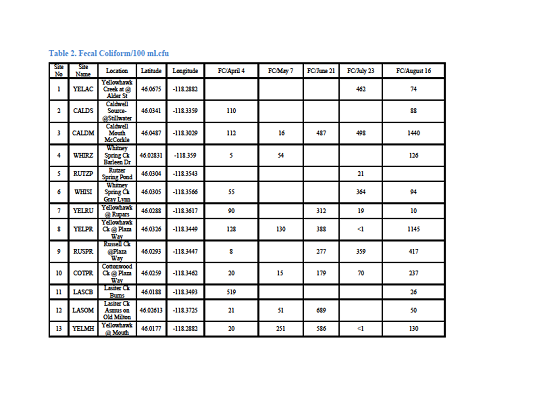 Table 2. Fecal Coliform/100 ml.cfu
Site No Site Name Location Latitude Longitude FC/April 4 FC/May 7 FC/June 21 FC/July 23 FC/August 16
1 YELAC Yellowhawk Creek at @ Alder St 46.0675 -118.2882 462 74
2 CALDS Caldwell Source- @Stillwater 46.0341 -118.3359 110 88
3 CALDM Caldwell Mouth McCorkle 46.0487 -118.3029 112 16 487 498 1440
4 WHIRZ Whitney Spring Ck Barleen Dr 46.02831 -118.359 5 54 126
5 RUTZP Rutzer Spring Pond 46.0304 -118.3543 21
6 WHISI Whitney Spring Ck Gray Lynn 46.0305 -118.3566 55 364 94
7 YELRU Yellowhawk @ Rupars 46.0288 -118.3617 90 312 19 10
8 YELPR Yellowhawk Ck @ Plaza Way 46.0326 -118.3449 128 130 388 <1 1145
9 RUSPR Russell Ck @Plaza Way 46.0293 -118.3447 8 277 359 417
10 COTPR Cottonwood Ck @ Plaza Way 46.0259 -118.3462 20 15 179 70 237
11 LASCB Lasiter Ck Burns 46.0188 -118.3493 519 26
12 LASOM Lasiter Ck Asmus on Old Milton 46.02613 -118.3725 21 51 689 50
13 YELMH Yellowhawk @ Mouth 46.0177 -118.2882 20 251 586 <1 130